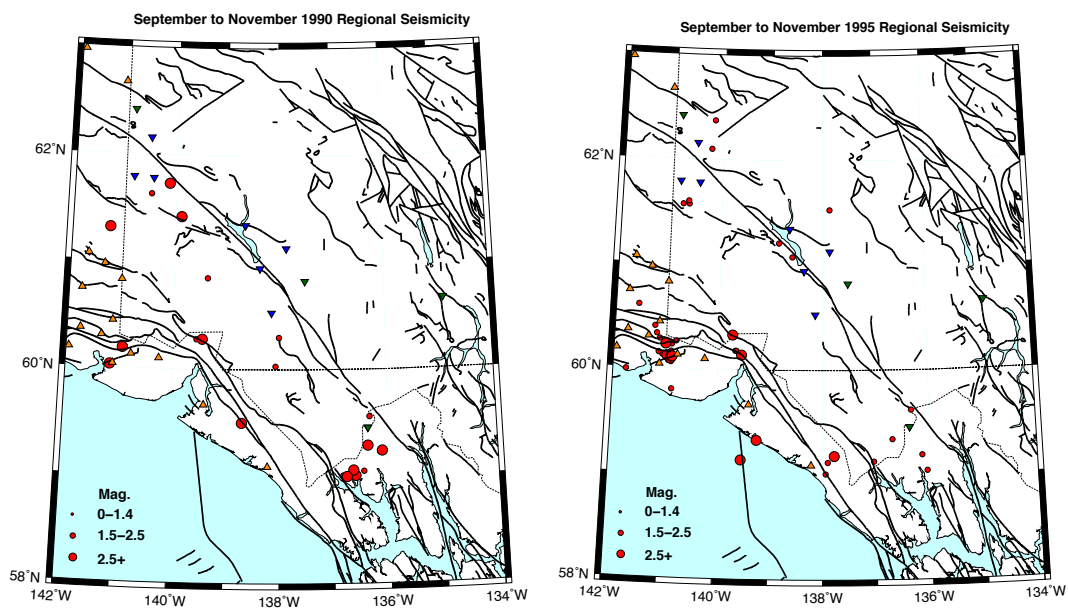 September to November 1990 Regional Seismicity
62°N
60°N
58°N
Mag.
0–1.4
1.5–2.5
2.5+
142°W
140°W
138°W
136°W
134°W
September to November 1995 Regional Seismicity
62°N
60°N
58°N
Mag.
0–1.4
1.5–2.5
2.5+
142°W
140°W
138°W
136°W
134°W